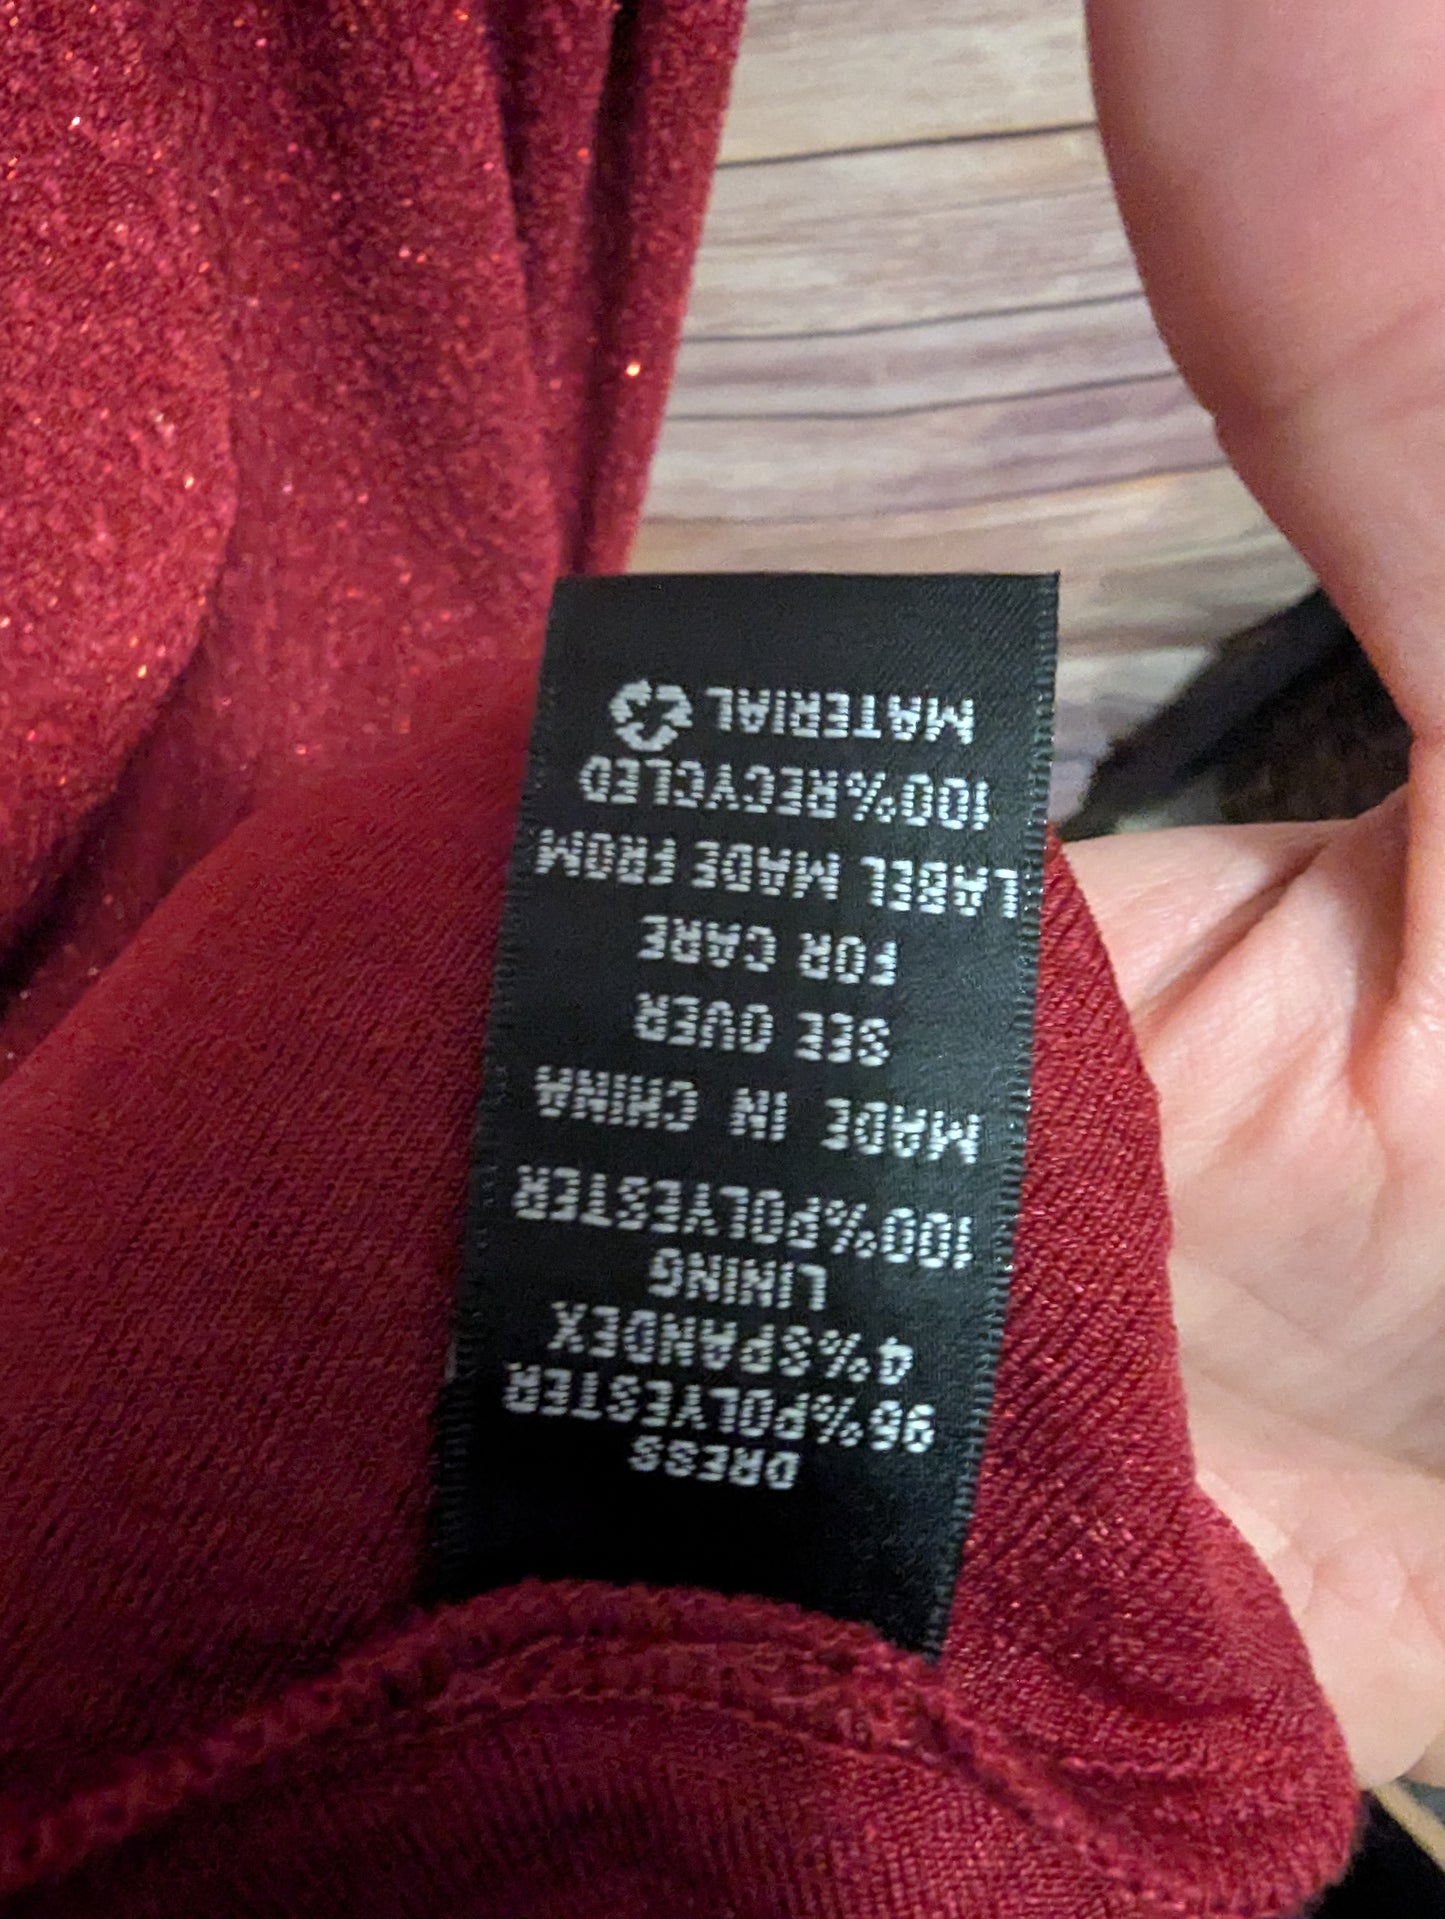 DRESS
96%POLYESTER
4%SPANDEX
LINING
100%POLYESTER
MADE IN CHINA
SEE OVER
FOR CARE
LABEL MADE FROM
100%RECYCLED
MATERIAL